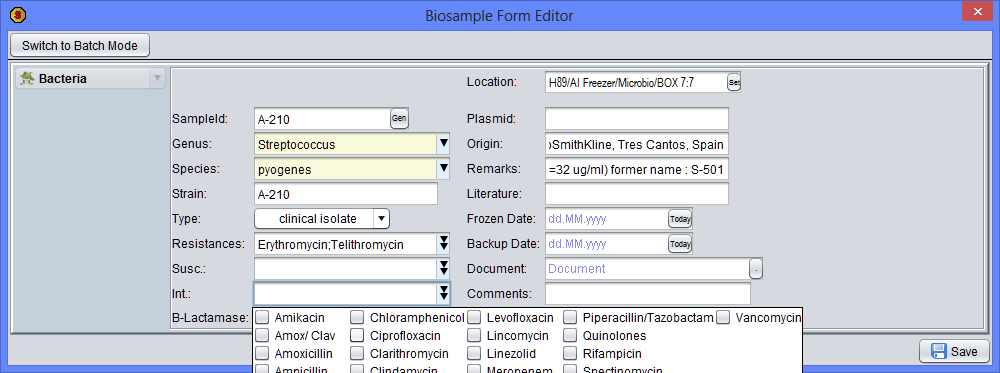 Biosample Form Editor
Switch to Batch Mode
Bacteria
Location: H89/AI Freezer/Microbio/BOX 7:7 Set
SampleId: A-210 Gen Plasmid:
Genus: Streptococcus Origin: oSmithKline, Tres Cantos, Spain
Species: pyogenes Remarks: =32 ug/ml) former name : S-501
Strain: A-210 Literature:
Type: clinical isolate Frozen Date: dd.MM.yyyy Today
Resistances: Erythromycin;Telithromycin Backup Date: dd.MM.yyyy Today
Susc.: Document: Document .
Int.: Comments:
B-Lactamase: Amikacin Chloramphenicol Levofloxacin Piperacillin/Tazobactam Vancomycin
Amox/ Clav Ciprofloxacin Lincomycin Quinolones
Amoxicillin Clarithromycin Linezolid Rifampicin
Ampicillin Clindamycin Meropenem Spectinomycin
Save